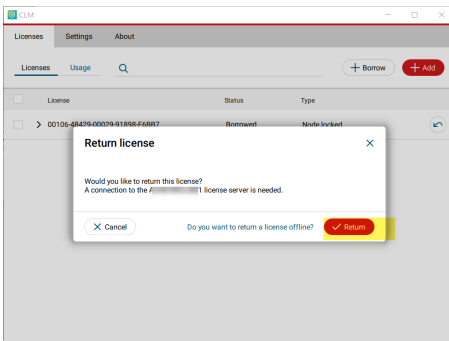 CLM
Licenses Settings About
Licenses Usage
Borrow
Add
License Status Type
00106-48429-00029-91898-F6BB7 Borrowed Node locked
Return license
Would you like to return this license?
A connection to the A 1 license server is needed.
Cancel
Do you want to return a license offline?
Return